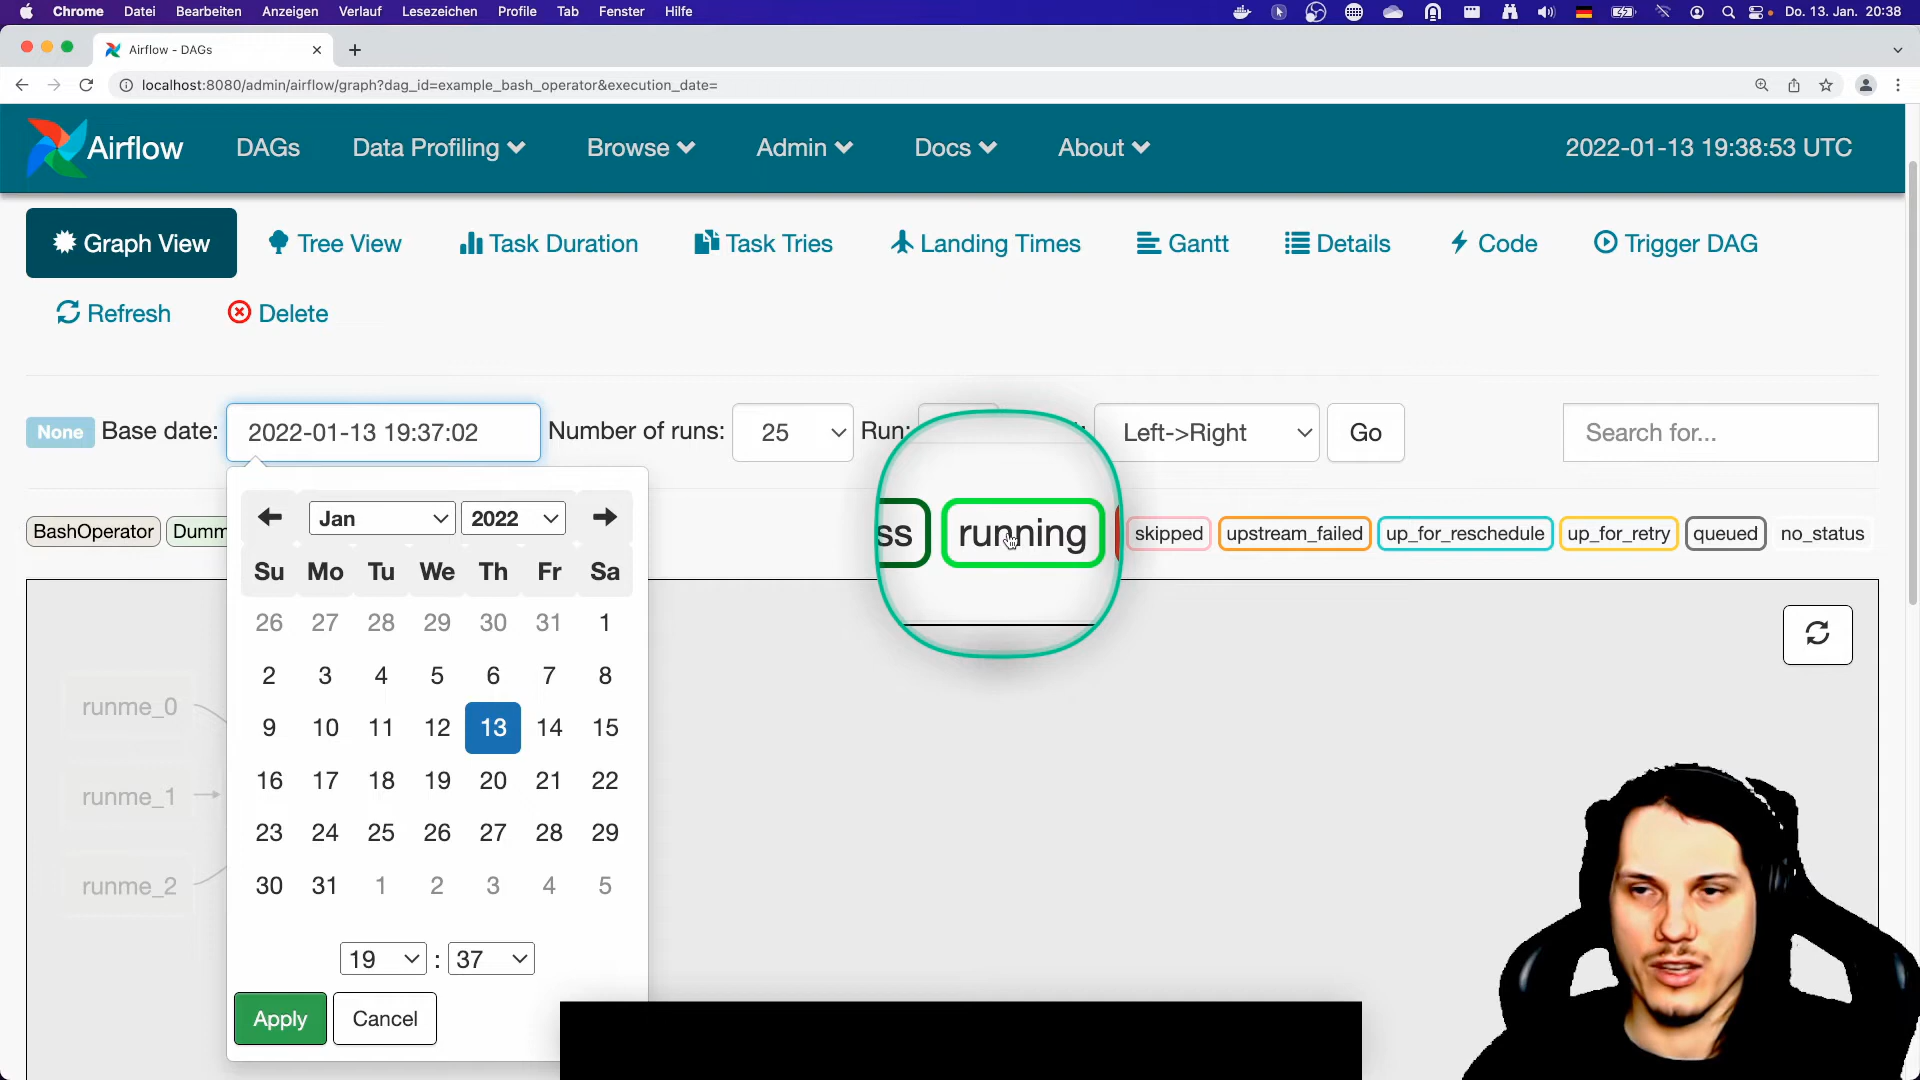 Chrome Datei Bearbeiten Anzeigen Verlauf Lesezeichen Profile Tab Fenster Hilfe Do. 13. Jan. 20:38
Airflow - DAGs
localhost:8080/admin/airflow/graph?dag_id=example_bash_operator&execution_date=
Airflow DAGs Data Profiling Browse Admin Docs About 2022-01-13 19:38:53 UTC
Graph View Tree View Task Duration Task Tries Landing Times Gantt Details Code Trigger DAG
Refresh Delete
None Base date: 2022-01-13 19:37:02 Number of runs: 25 Run: Left->Right Go Search for...
Jan 2022
BashOperator Dumm ss running skipped upstream_failed up_for_reschedule up_for_retry queued no_status
Su Mo Tu We Th Fr Sa
26 27 28 29 30 31 1
2 3 4 5 6 7 8
runme_0
9 10 11 12 13 14 15
16 17 18 19 20 21 22
runme_1
23 24 25 26 27 28 29
runme_2 30 31 1 2 3 4 5
19 : 37
Apply Cancel